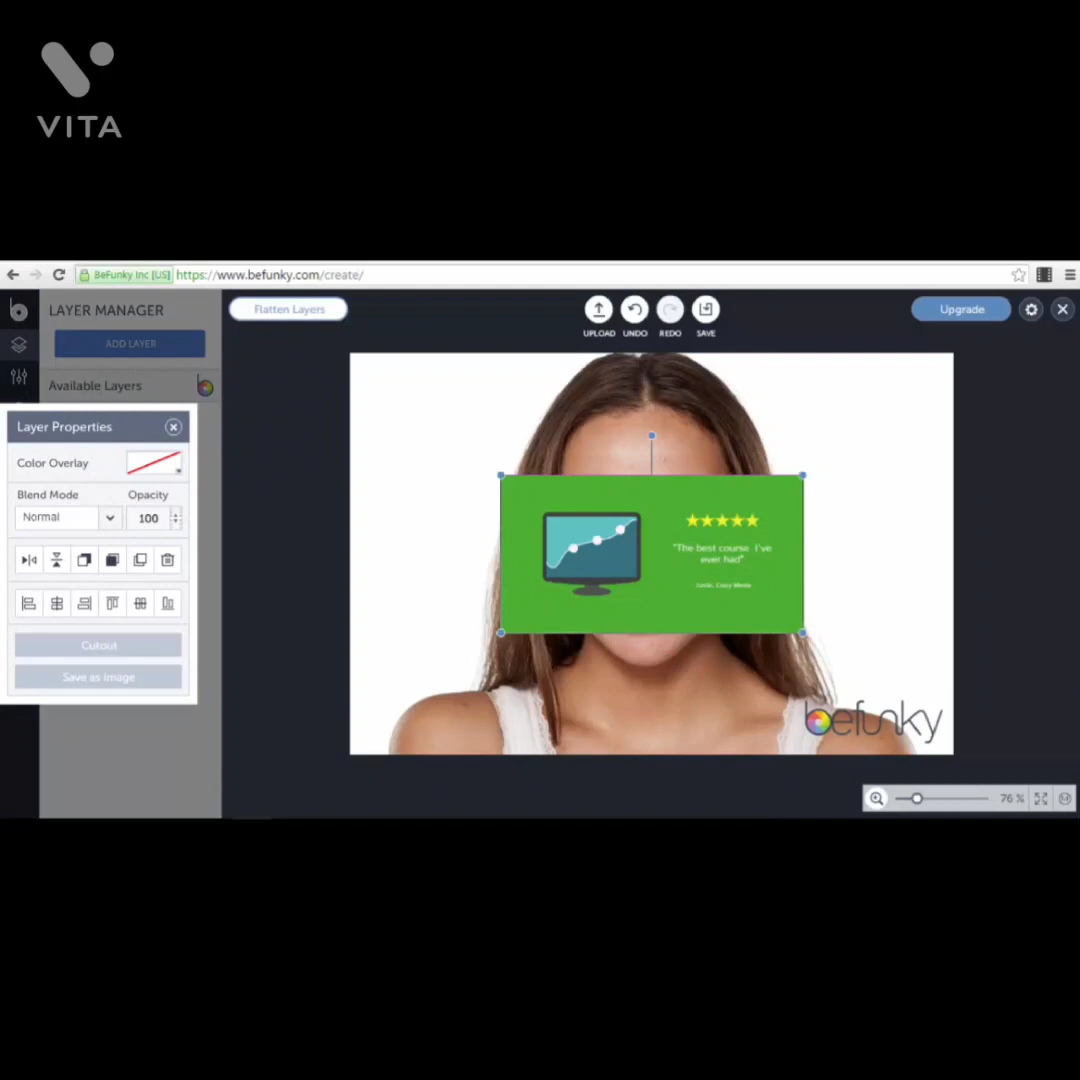 VITA
BeFunky Inc [US] https://www.befunky.com/create/
LAYER MANAGER
Flatten Layers
UPLOAD UNDO REDO SAVE
Upgrade
ADD LAYER
Available Layers
Layer Properties
Color Overlay
Blend Mode Opacity
Normal 100
Cutout
Save as Image
"The best course I've
ever had"
befunky
76 %